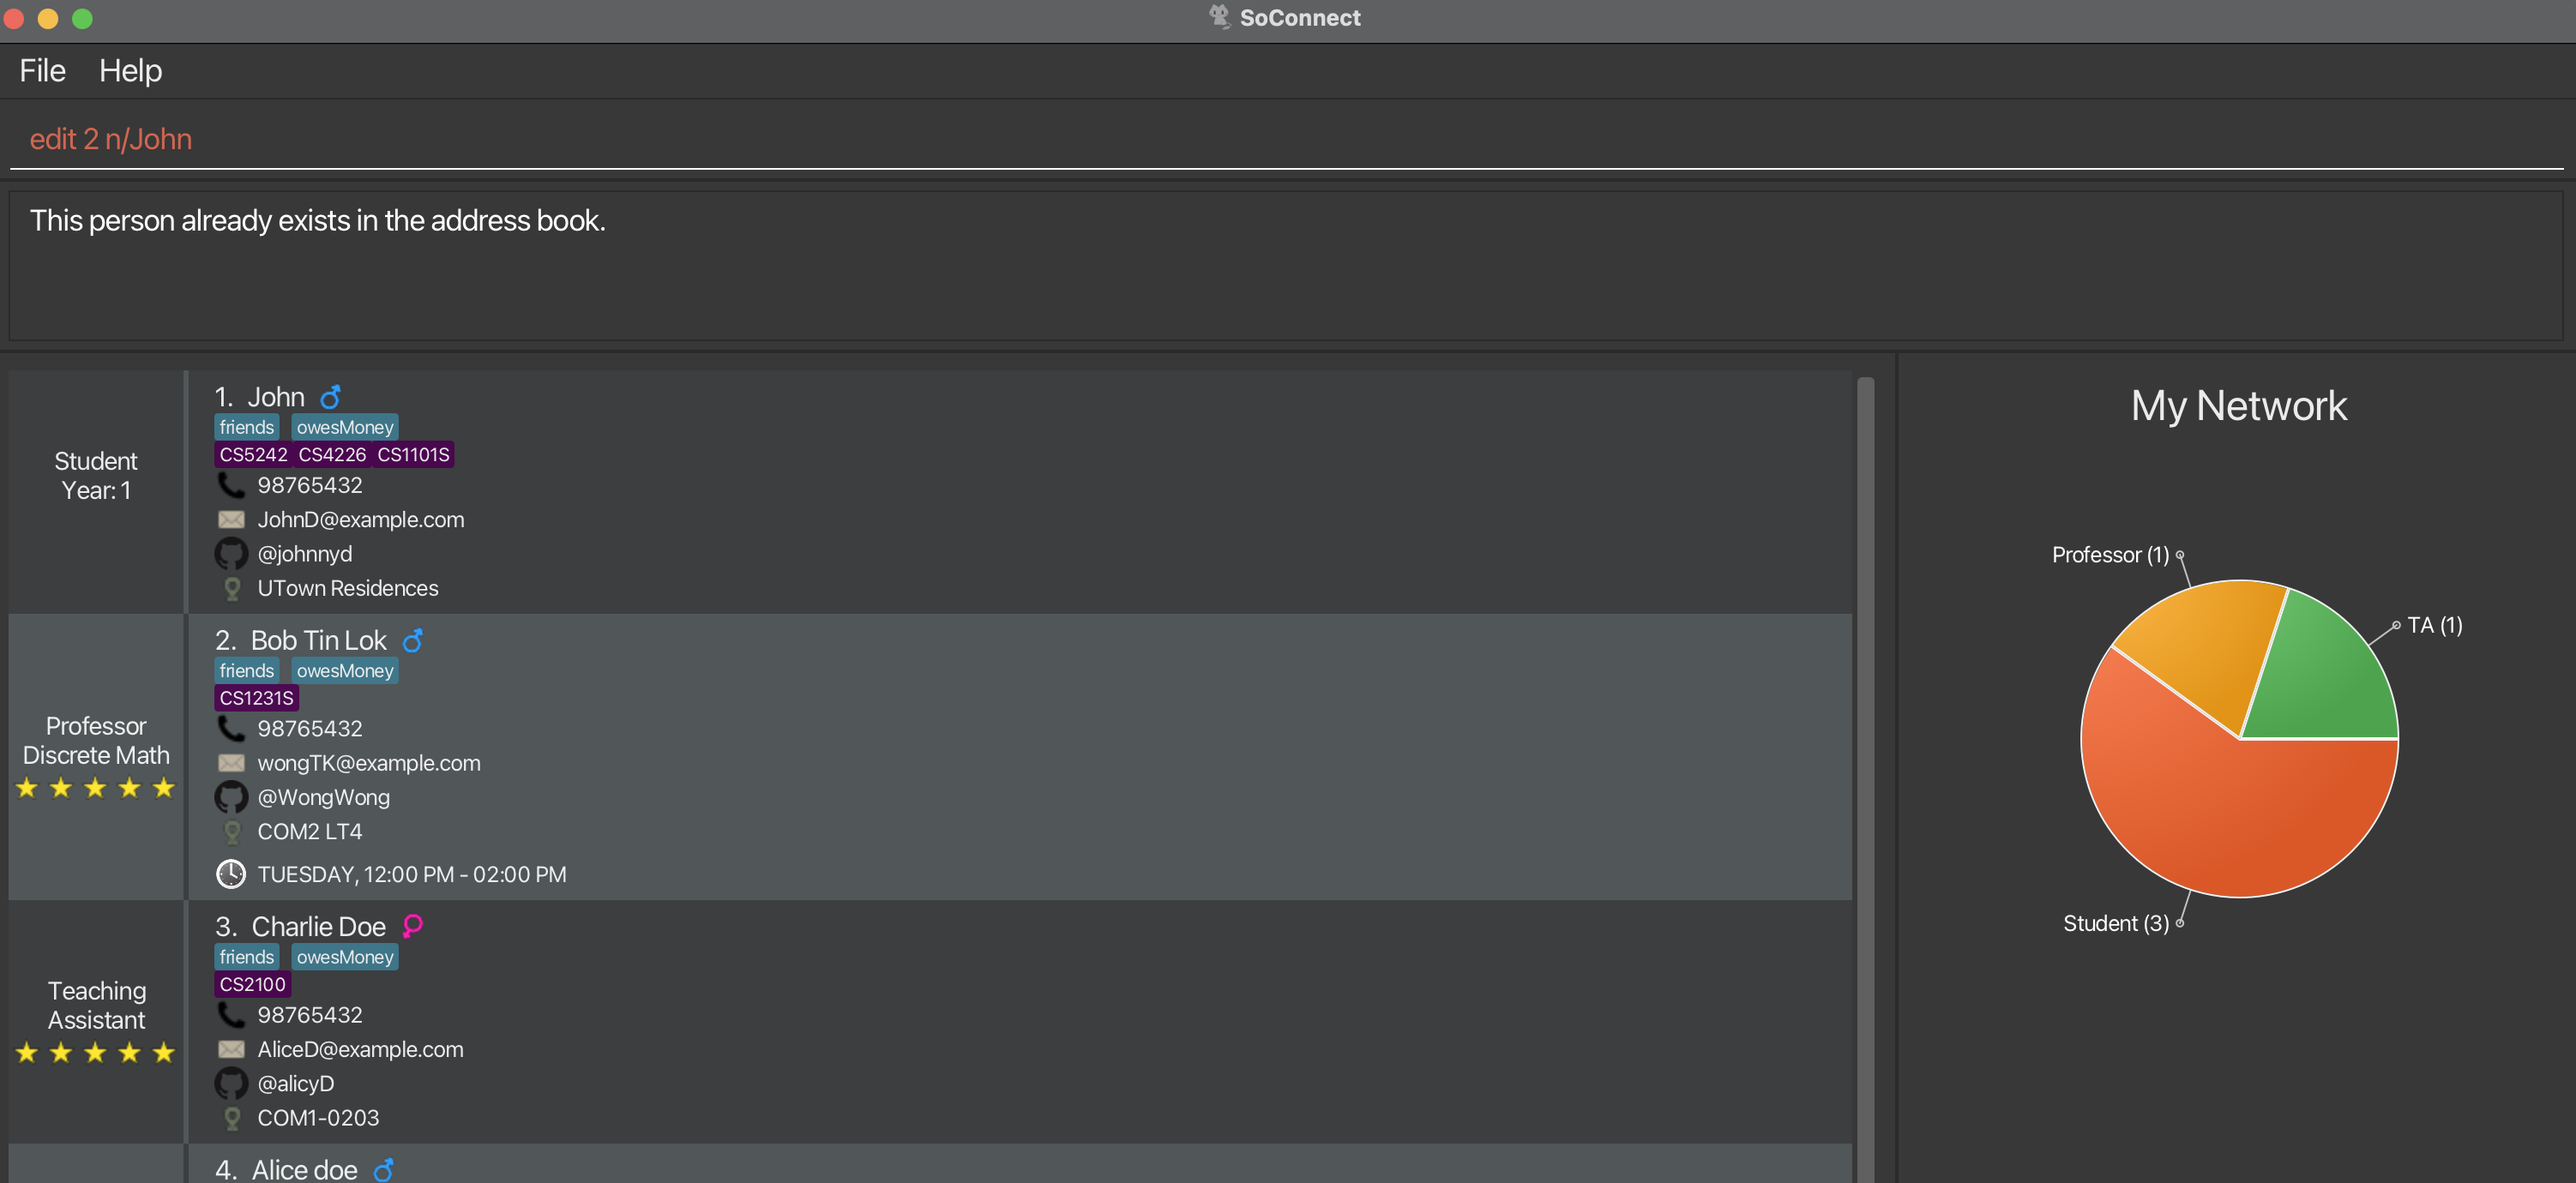 SoConnect
File Help
edit 2 n/John
This person already exists in the address book.
Student
Year: 1
1. John
friends owesMoney
CS5242 CS4226 CS1101S
98765432
JohnD@example.com
@johnnyd
UTown Residences
Professor
Discrete Math
2. Bob Tin Lok
friends owesMoney
CS1231S
98765432
wongTK@example.com
@WongWong
COM2 LT4
TUESDAY, 12:00 PM - 02:00 PM
Teaching
Assistant
3. Charlie Doe
friends owesMoney
CS2100
98765432
AliceD@example.com
@alicyD
COM1-0203
4. Alice doe
My Network
Professor (1)
TA (1)
Student (3)